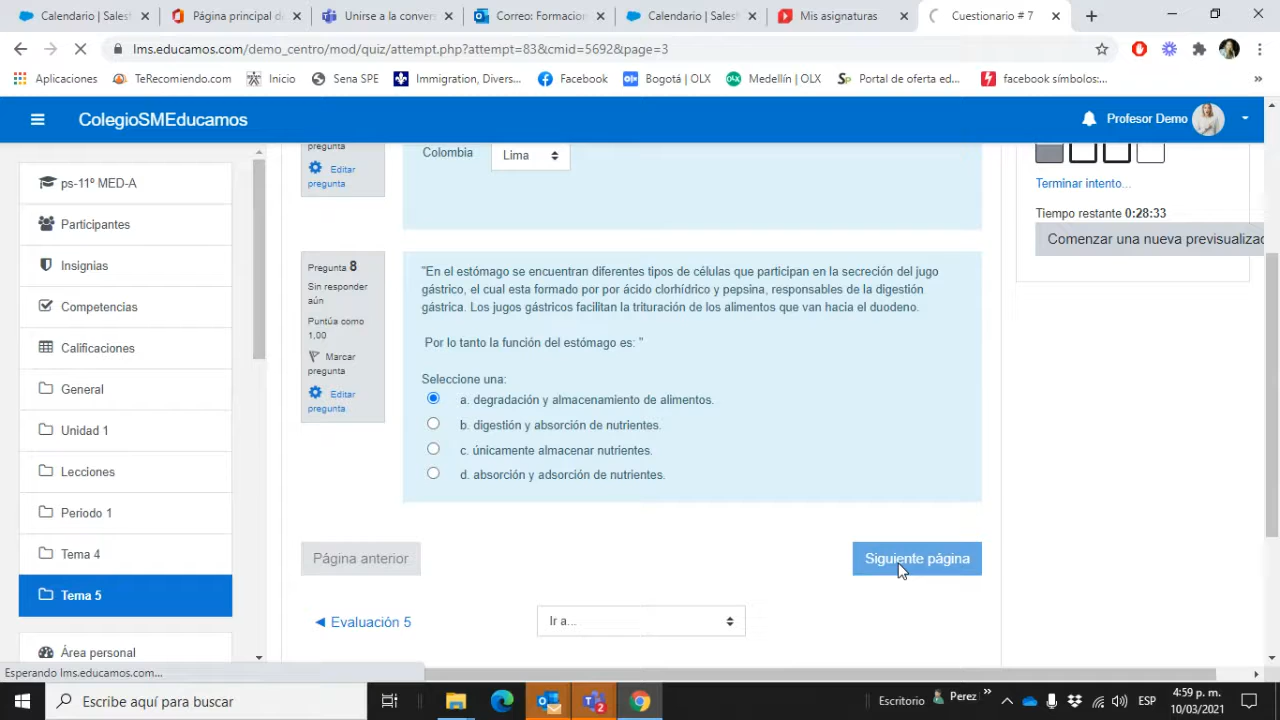 Calendario | Salest
Página principal de
Unirse a la convers
Correo: Formacion
Calendario | Salest
Mis asignaturas
Cuestionario # 7
lms.educamos.com/demo_centro/mod/quiz/attempt.php?attempt=83&cmid=5692&page=3
Aplicaciones
TeRecomiendo.com
Inicio
Sena SPE
Immigration, Divers...
Facebook
Bogotá | OLX
Medellín | OLX
Portal de oferta ed...
facebook símbolos:...
ColegioSMEducamos
Profesor Demo
ps-11º MED-A
Participantes
Insignias
Competencias
Calificaciones
General
Unidad 1
Lecciones
Periodo 1
Tema 4
Tema 5
Área personal
pregunta
Editar
pregunta
Colombia
Lima
Pregunta 8
Sin responder
aún
Puntúa como
1,00
Marcar
pregunta
Editar
pregunta
"En el estómago se encuentran diferentes tipos de células que participan en la secreción del jugo
gástrico, el cual esta formado por por ácido clorhídrico y pepsina, responsables de la digestión
gástrica. Los jugos gástricos facilitan la trituración de los alimentos que van hacia el duodeno.
Por lo tanto la función del estómago es: "
Seleccione una:
a. degradación y almacenamiento de alimentos.
b. digestión y absorción de nutrientes.
c. únicamente almacenar nutrientes.
d. absorción y adsorción de nutrientes.
Página anterior
Siguiente página
◄ Evaluación 5
Ir a...
Terminar intento...
Tiempo restante 0:28:33
Comenzar una nueva previsualizac
Esperando lms.educamos.com...
Escribe aquí para buscar
2
Escritorio
Perez
ESP
4:59 p. m.
10/03/2021